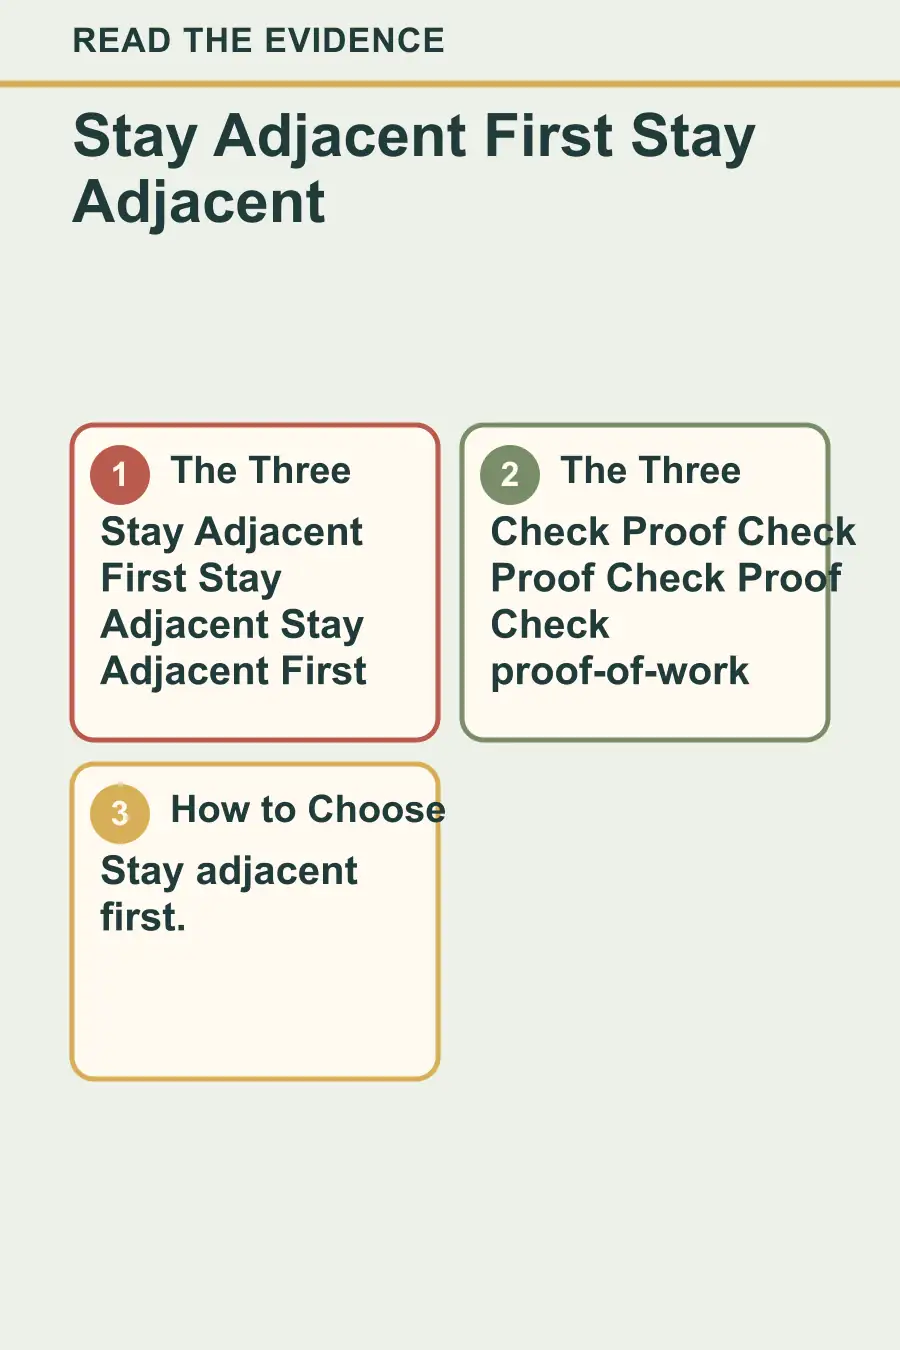 READ THE EVIDENCE
Stay Adjacent First Stay
Adjacent
1 The Three
Stay Adjacent
First Stay
Adjacent Stay
Adjacent First
2 The Three
Check Proof Check
Proof Check Proof
Check
proof-of-work
3 How to Choose
Stay adjacent
first.